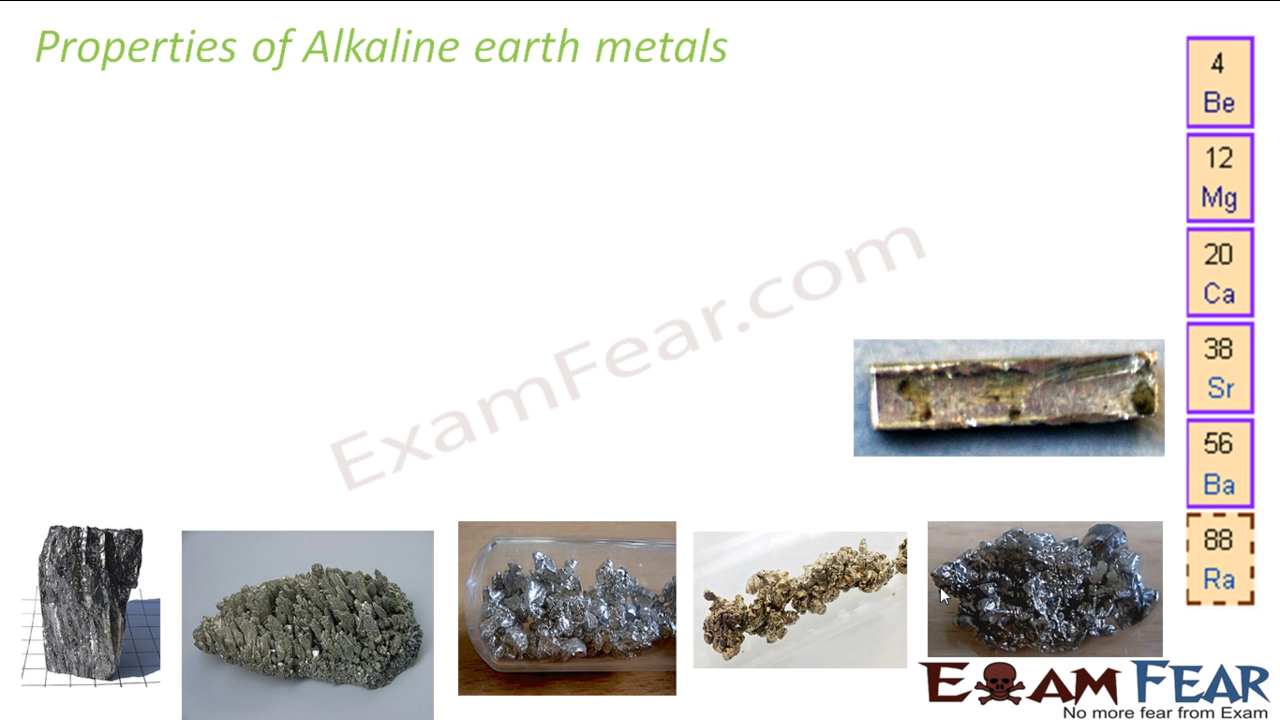 Properties of Alkaline earth metals
4
Be
12
Mg
20
Ca
38
Sr
56
Ba
88
Ra
ExamFear.com
EXAM FEAR
No more fear from Exam